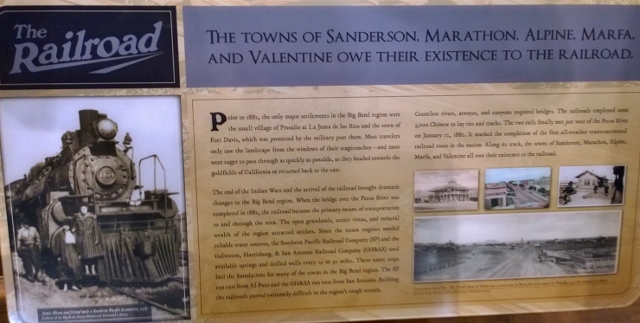 The
Railroad
THE TOWNS OF SANDERSON, MARATHON, ALPINE, MARFA,
AND VALENTINE OWE THEIR EXISTENCE TO THE RAILROAD.
Prior to 1882, the only major settlements in the Big Bend region were
the small village of Presidio at La Junta de los Rios and the town of
Fort Davis, which was protected by the military post there. Most travelers
only saw the landscape from the windows of their stagecoaches—and most
were eager to pass through as quickly as possible, as they headed towards the
goldfields of California or returned back to the east.
The end of the Indian Wars and the arrival of the railroad brought dramatic
changes to the Big Bend region. When the bridge over the Pecos River was
completed in 1882, the railroad became the primary means of transportation
to and through the area. The open grasslands, scenic vistas, and mineral
wealth of the region attracted settlers. Since the steam engines needed
reliable water sources, the Southern Pacific Railroad Company (SP) and the
Galveston, Harrisburg, & San Antonio Railroad Company (GH&SA) used
available springs and drilled wells every 15 to 30 miles. These water stops
laid the foundations for many of the towns in the Big Bend region. The SP
ran east from El Paso and the GH&SA ran west from San Antonio. Building
the railroads proved extremely difficult in the region's rough terrain.
Countless rivers, arroyos, and canyons required bridges. The railroads employed some
3,000 Chinese to lay ties and tracks. The two rails finally met just west of the Pecos River
on January 12, 1882. It marked the completion of the first all-weather transcontinental
railroad route in the nation. Along its track, the towns of Sanderson, Marathon, Alpine,
Marfa, and Valentine all owe their existence to the railroad.